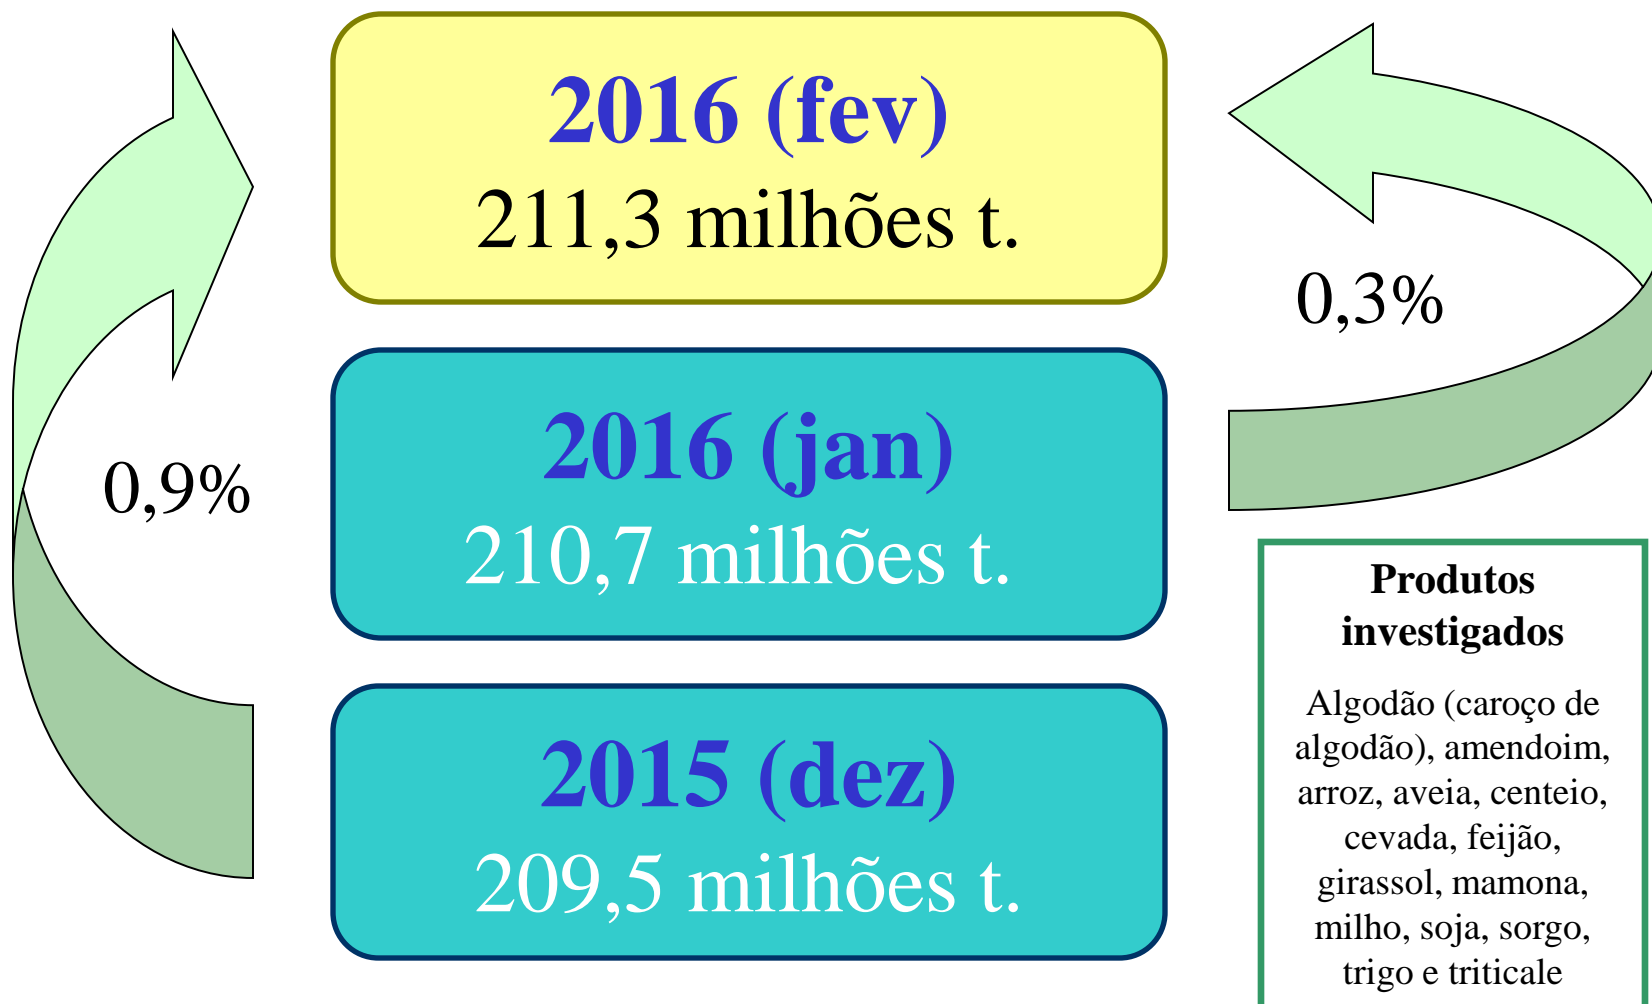 2016 (fev)
211,3 milhões t.
0,3%
2016 (jan)
0,9%
210,7 milhões t.
2015 (dez)
209,5 milhões t.
Produtos
investigados
Algodão (caroço de
algodão), amendoim,
arroz, aveia, centeio,
cevada, feijão,
girassol, mamona,
milho, soja, sorgo,
trigo e triticale